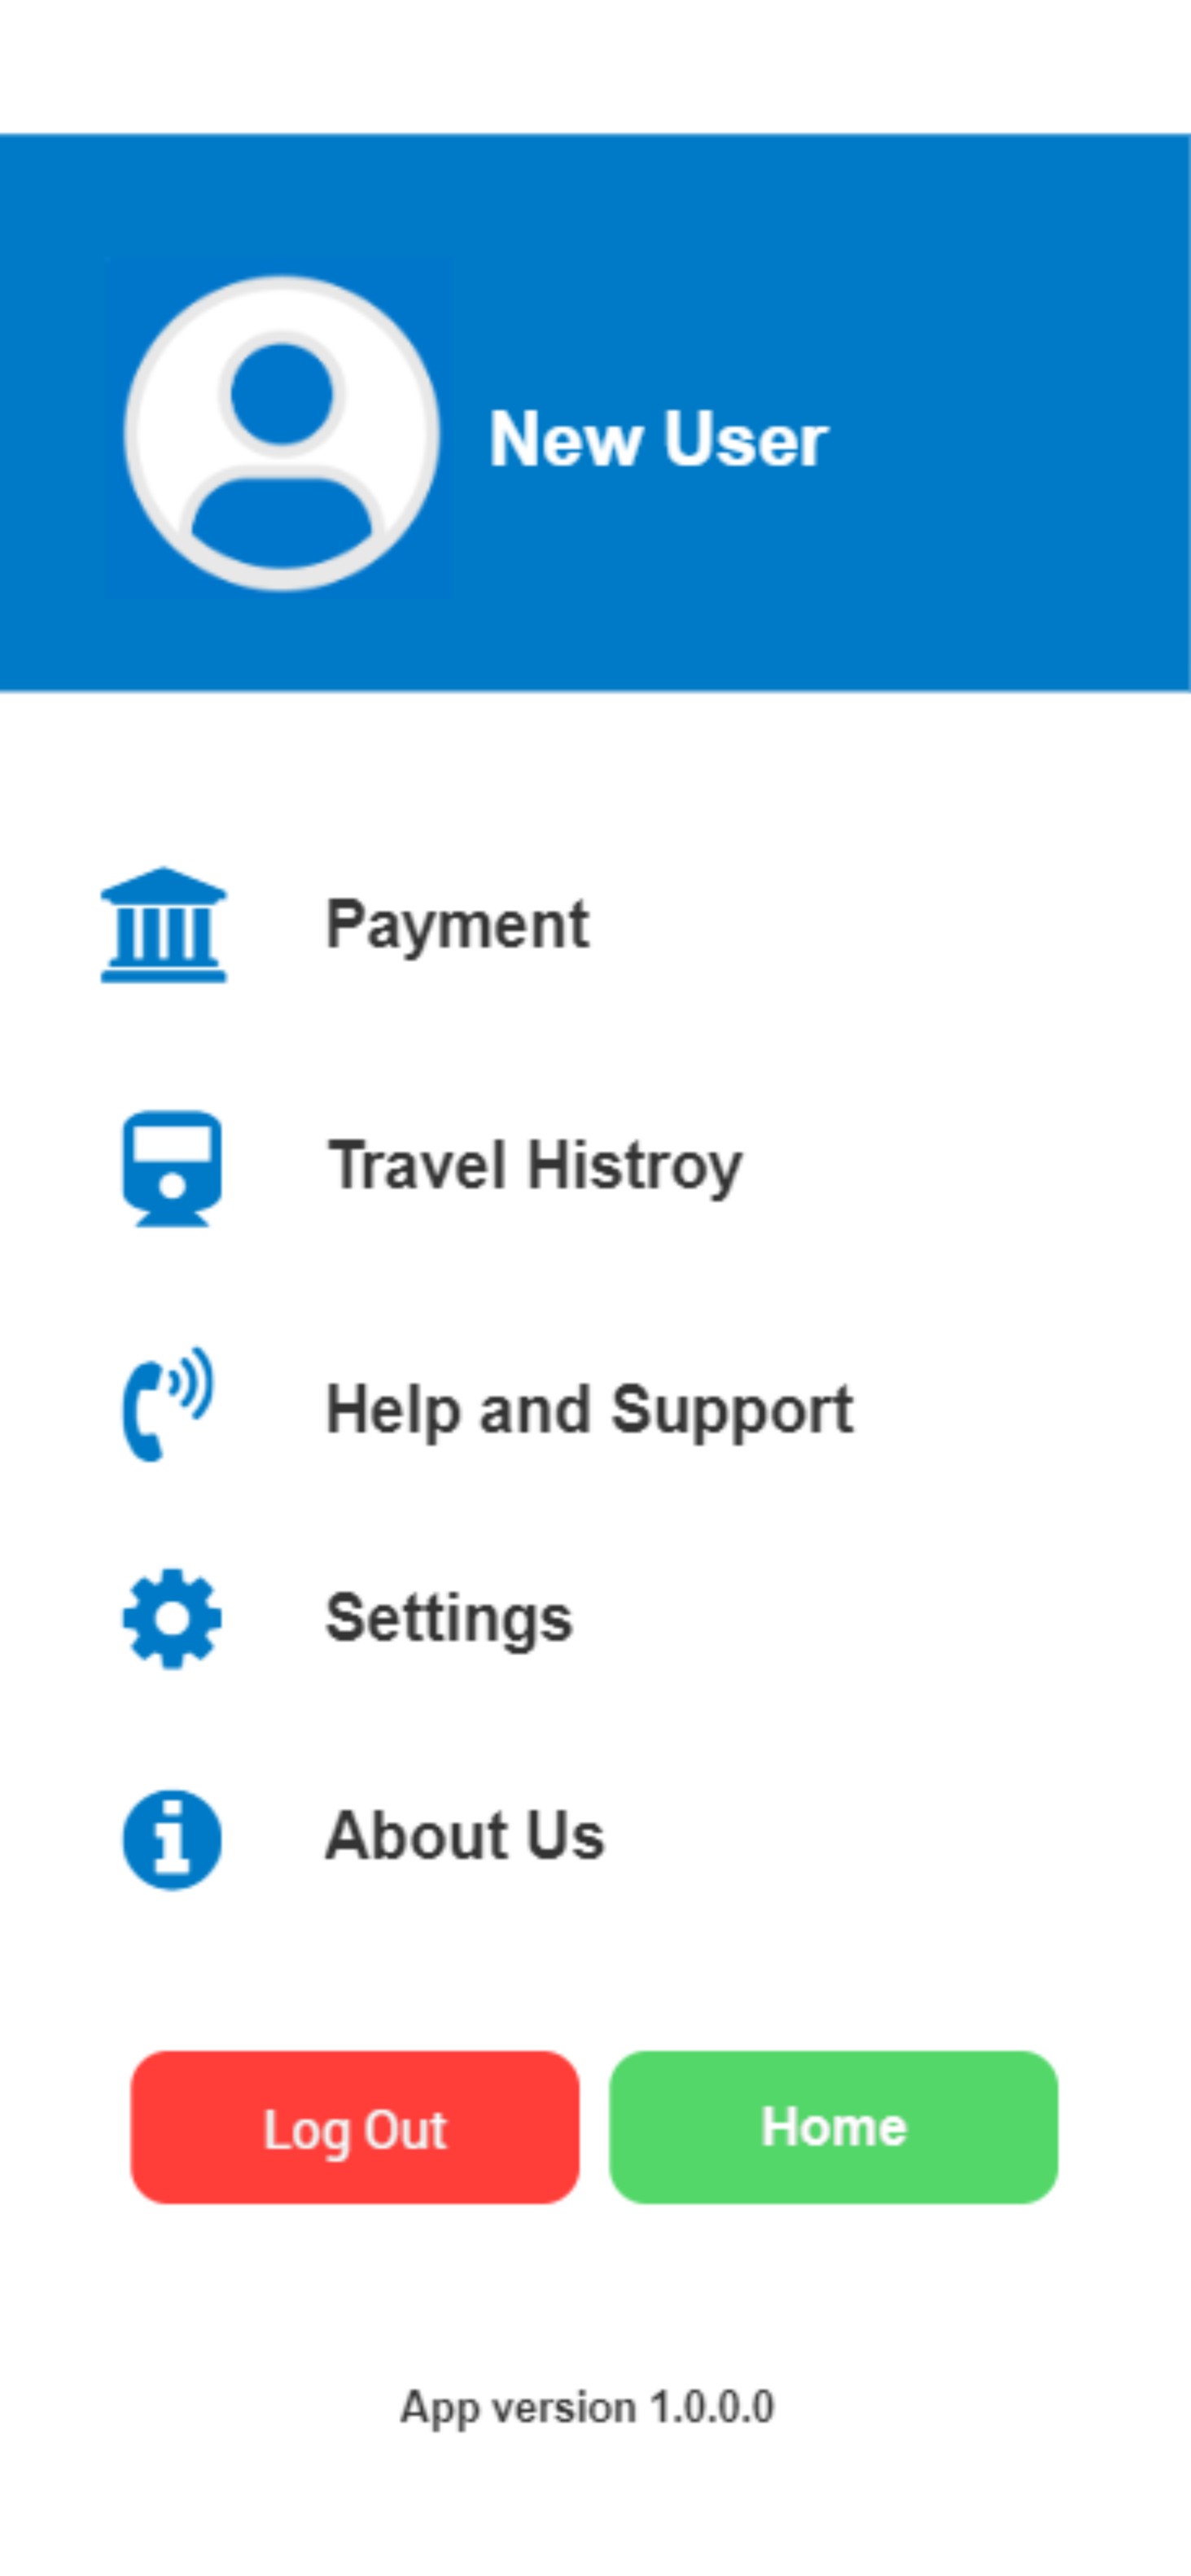 New User
Payment
Travel Histroy
Help and Support
Settings
About Us
Log Out
Home
App version 1.0.0.0